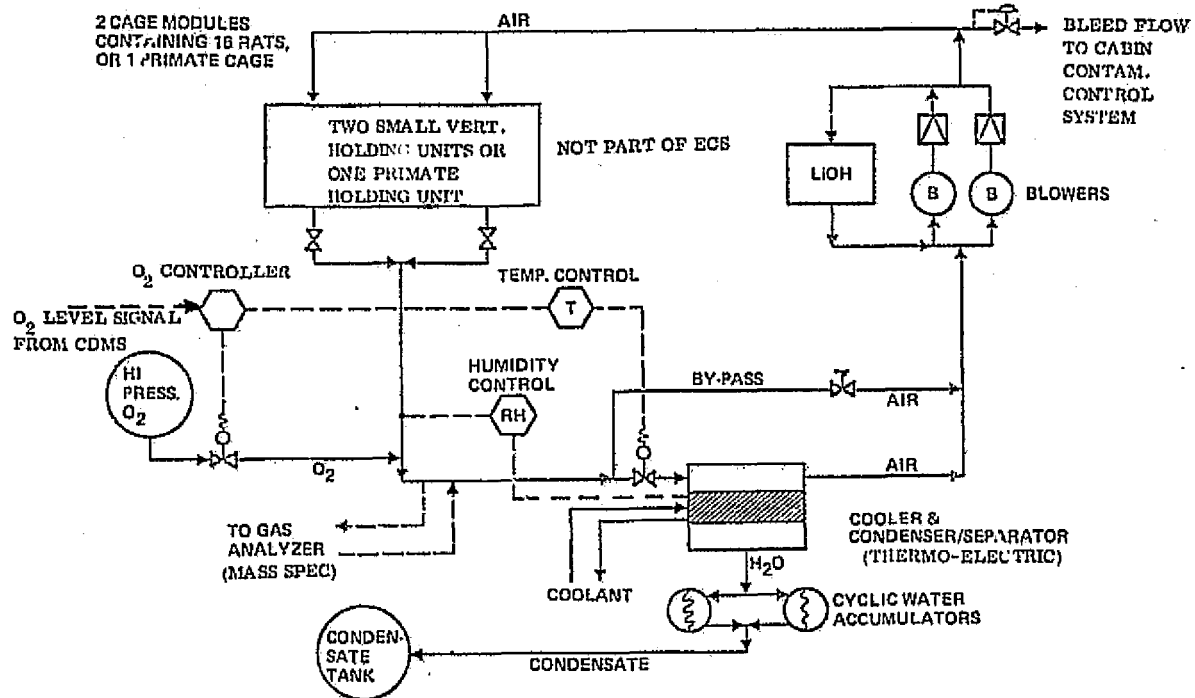 2 CAGE MODULES
CONTAINING 16 RATS,
OR 1 PRIMATE CAGE
AIR
BLEED FLOW
TO CABIN
CONTAM.
CONTROL
SYSTEM
TWO SMALL VERT.
HOLDING UNITS OR
ONE PRIMATE
HOLDING UNIT
NOT PART OF ECS
LiOH
B
B
BLOWERS
O₂ CONTROLLER
TEMP. CONTROL
T
O₂ LEVEL SIGNAL
FROM CDMS
HI
PRESS.
O₂
HUMIDITY
CONTROL
RH
BY-PASS
AIR
O₂
AIR
TO GAS
ANALYZER
(MASS SPEC)
COOLER &
CONDENSER/SEPARATOR
(THERMO-ELECTRIC)
COOLANT
H₂O
CYCLIC WATER
ACCUMULATORS
CONDEN-
SATE
TANK
CONDENSATE